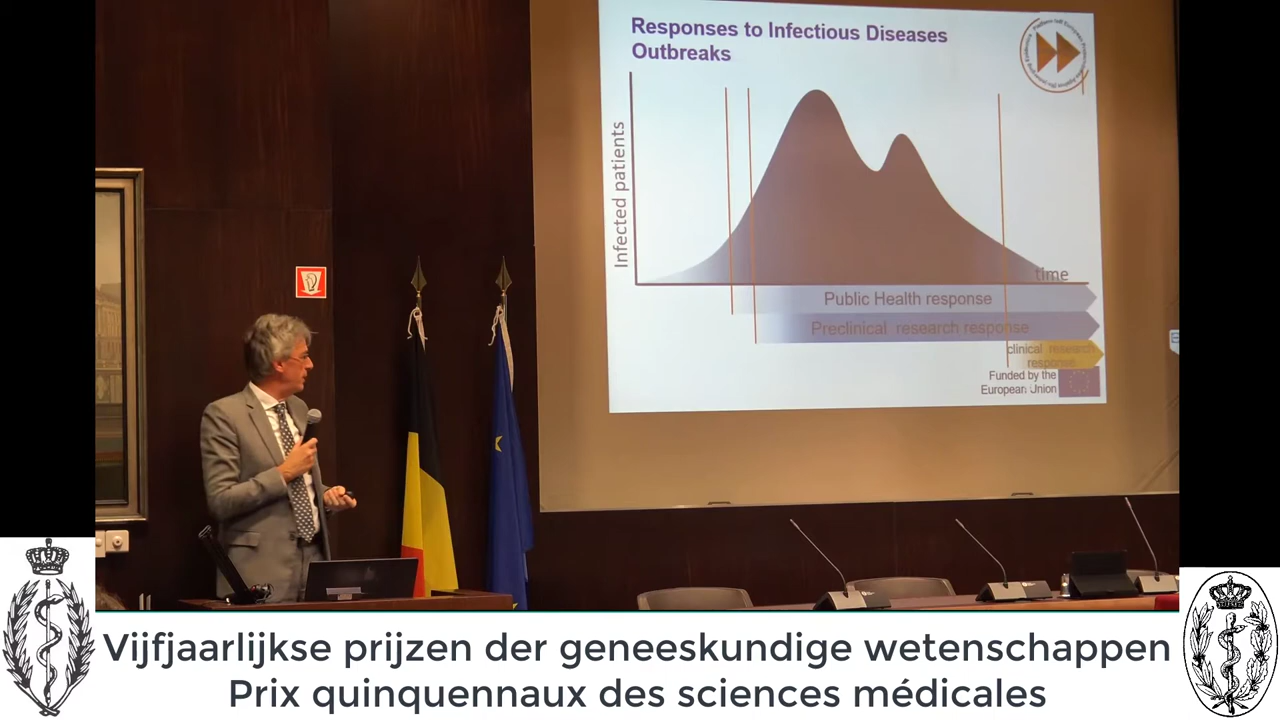 Responses to Infectious Diseases
Outbreaks
Infected patients
time
Public Health response
Preclinical research response
clinical research
response
Funded by the
European Union
Vijfjaarlijkse prijzen der geneeskundige wetenschappen
Prix quinquennaux des sciences médicales